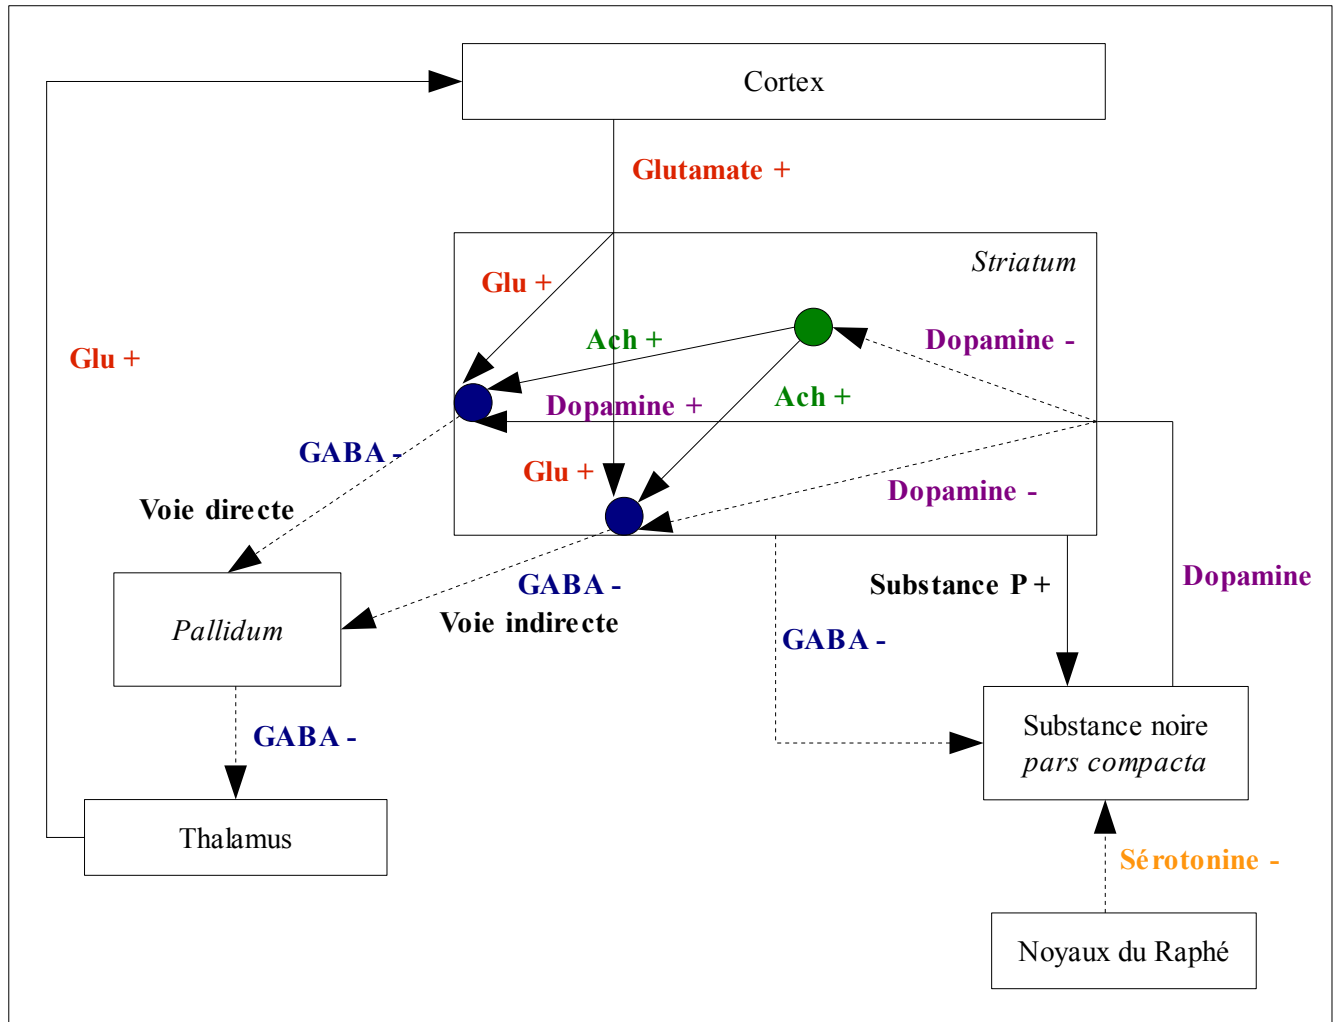 Cortex
Glutamate +
Striatum
Glu +
Ach +
Dopamine -
Glu +
Ach +
Dopamine +
GABA -
Glu +
Dopamine -
Voie directe
Dopamine
GABA -
Substance P +
Voie indirecte
Pallidum
GABA -
Substance noire
pars compacta
GABA -
Thalamus
Sérotonine -
Noyaux du Raphé